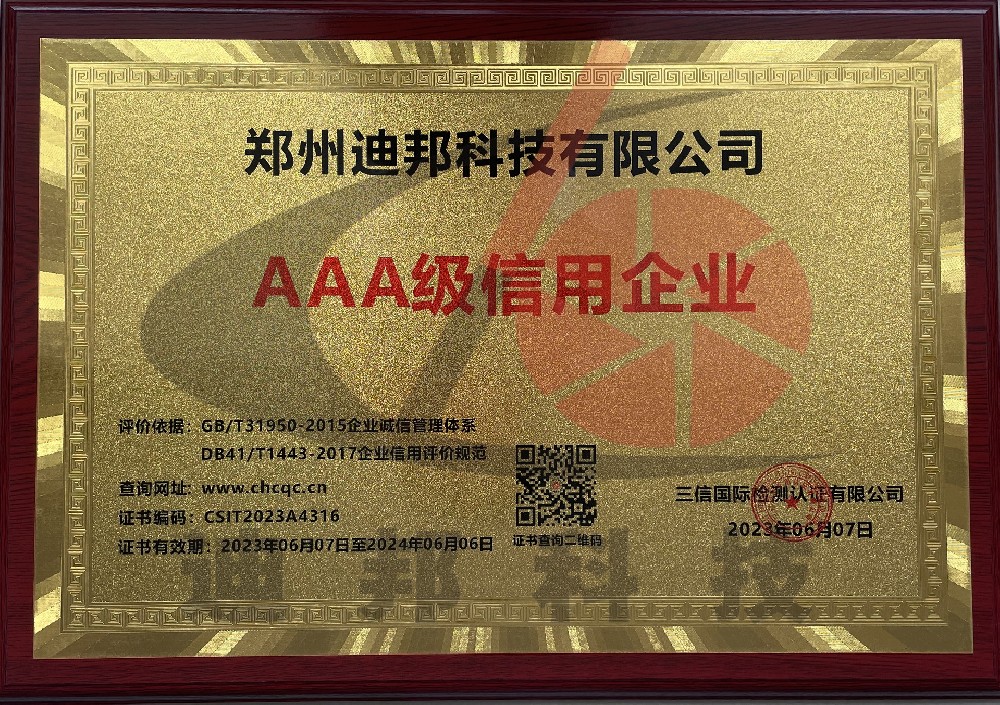 郑州迪邦科技有限公司
AAA级信用企业
评价依据：GB/T31950-2015企业诚信管理体系
DB41/T1443-2017企业信用评价规范
查询网址：www.chcqc.cn
证书编码：CSIT2023A4316
证书有效期：2023年06月07日至2024年06月06日
证书查询二维码
三信国际检测认证有限公司
2023年06月07日
迪邦科技